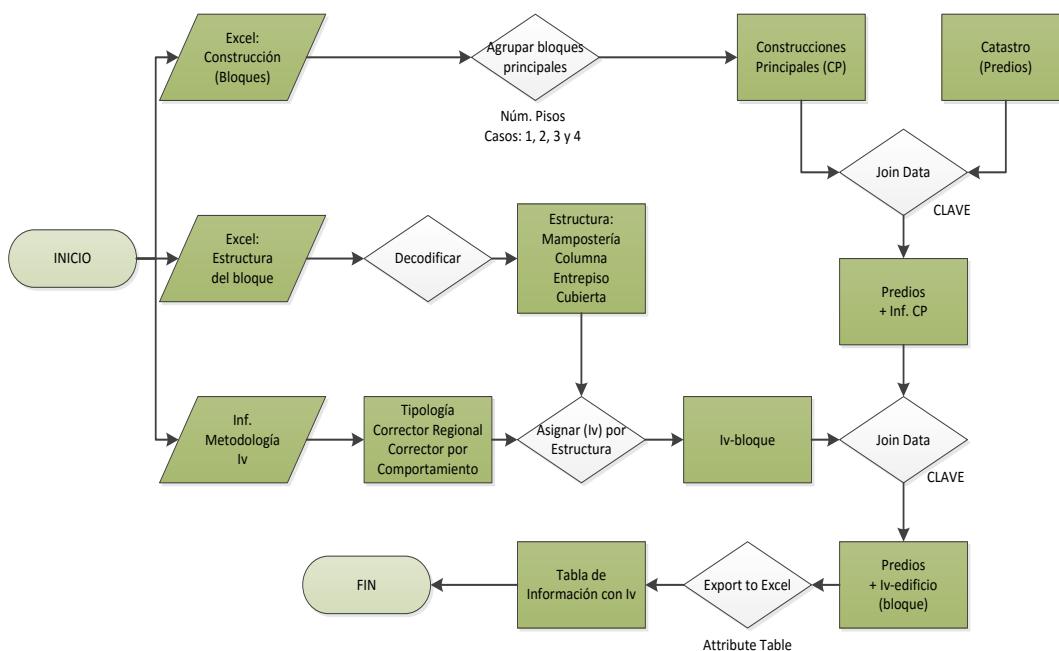 Excel:
Construcción
(Bloques)
Agrupar bloques
principales
Núm. Pisos
Casos: 1, 2, 3 y 4
Construcciones
Principales (CP)
Catastro
(Predios)
Join Data
CLAVE
INICIO
Excel:
Estructura
del bloque
Decodificar
Estructura:
Mampostería
Columna
Entrepiso
Cubierta
Predios
+ Inf. CP
Inf.
Metodología
Iv
Tipología
Corrector Regional
Corrector por
Comportamiento
Asignar (Iv) por
Estructura
Iv-bloque
Join Data
CLAVE
FIN
Tabla de
Información con Iv
Export to Excel
Attribute Table
Predios
+ Iv-edificio
(bloque)